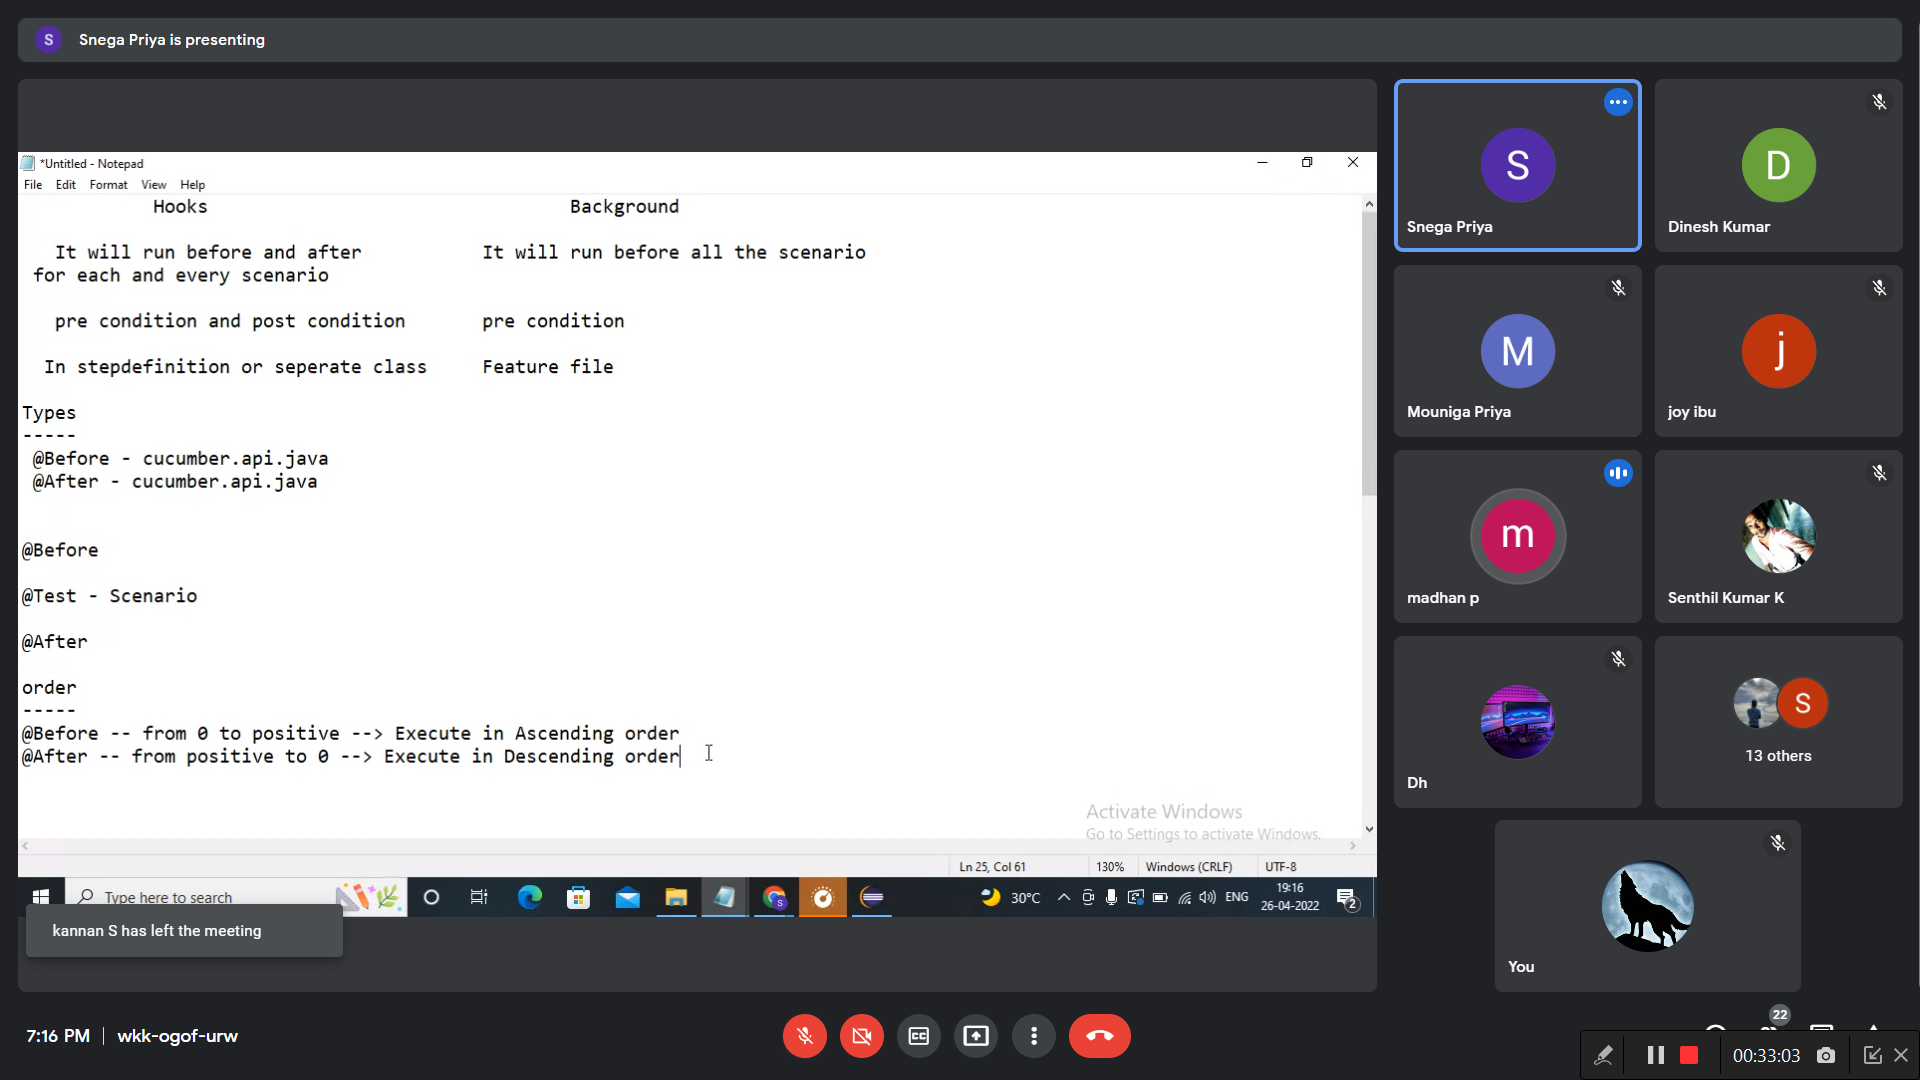 S Snega Priya is presenting
*Untitled - Notepad
File Edit Format View Help
Hooks Background
It will run before and after It will run before all the scenario
for each and every scenario
pre condition and post condition pre condition
In stepdefinition or seperate class Feature file
Types
-----
@Before - cucumber.api.java
@After - cucumber.api.java
@Before
@Test - Scenario
@After
order
-----
@Before -- from 0 to positive --> Execute in Ascending order
@After -- from positive to 0 --> Execute in Descending order
Activate Windows
Go to Settings to activate Windows.
Ln 25, Col 61 130% Windows (CRLF) UTF-8
Type here to search
S
30°C ENG
19:16
26-04-2022
2
kannan S has left the meeting
S
Snega Priya
D
Dinesh Kumar
M
Mouniga Priya
j
joy ibu
m
madhan p
Senthil Kumar K
Dh
S
13 others
You
7:16 PM | wkk-ogof-urw
22
00:33:03